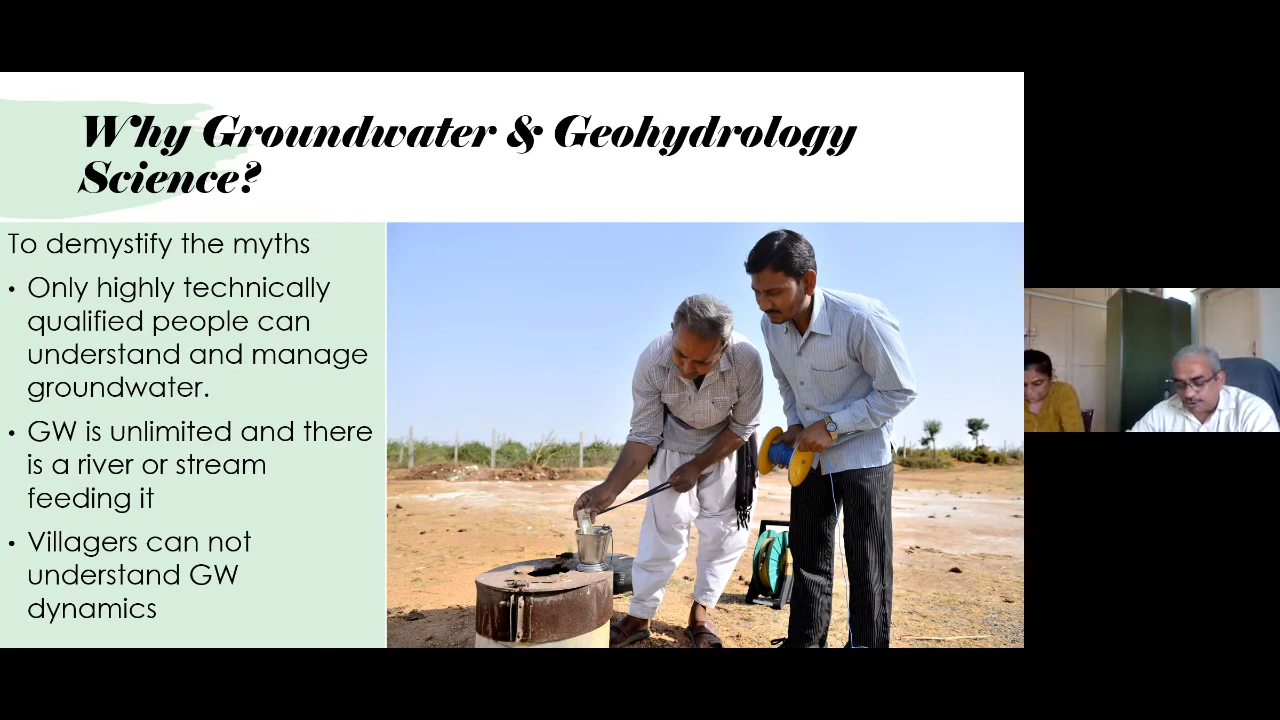 Why Groundwater & Geohydrology
Science?
To demystify the myths
• Only highly technically
qualified people can
understand and manage
groundwater.
• GW is unlimited and there
is a river or stream
feeding it
• Villagers can not
understand GW
dynamics